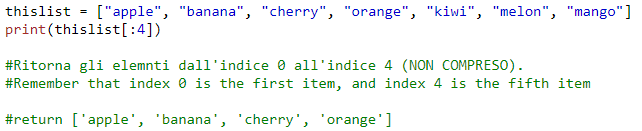 thislist = ["apple", "banana", "cherry", "orange", "kiwi", "melon", "mango"]
print(thislist[:4])
#Ritorna gli elemnti dall'indice 0 all'indice 4 (NON COMPRESO).
#Remember that index 0 is the first item, and index 4 is the fifth item
#return ['apple', 'banana', 'cherry', 'orange']